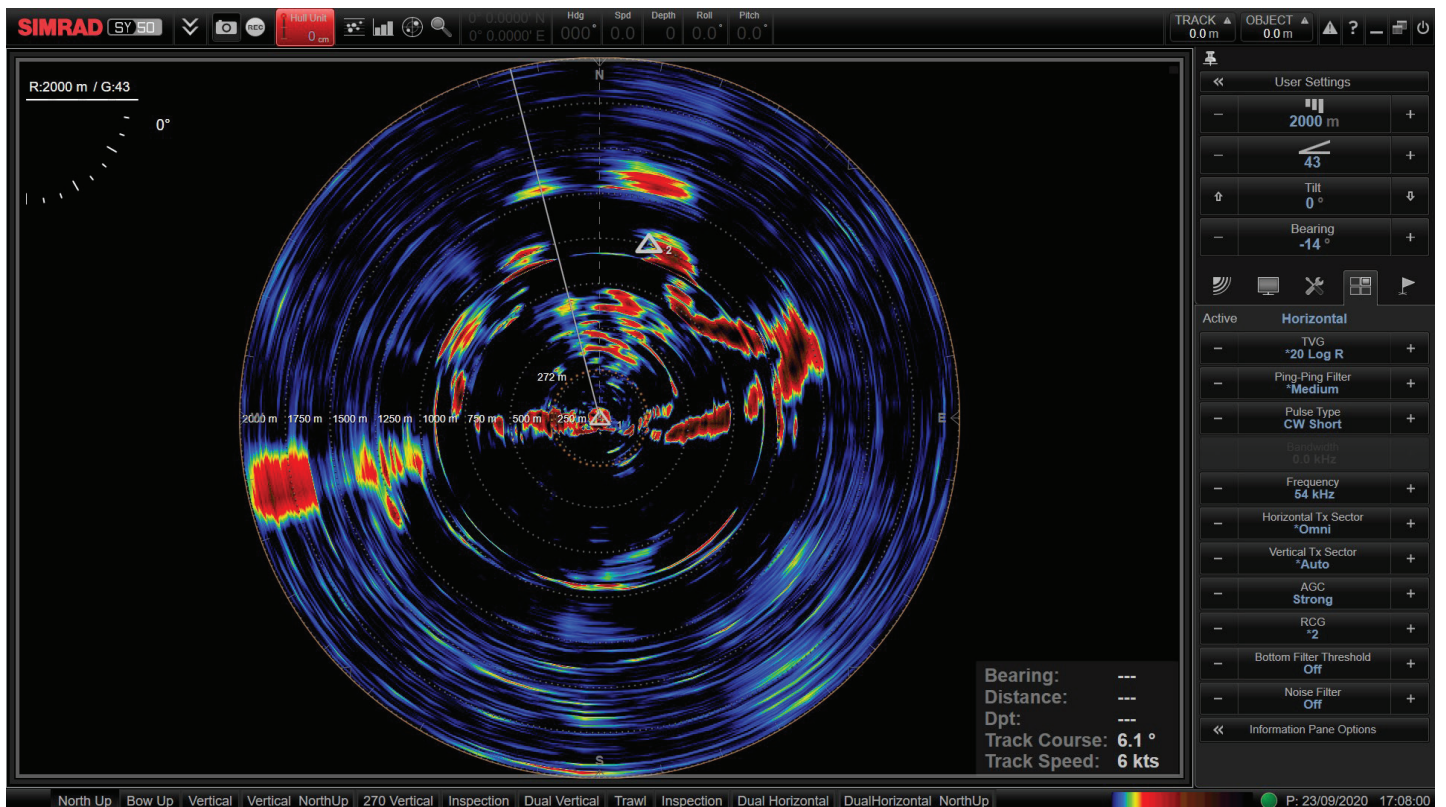 SIMRAD SY50
REC
Hull Unit
0 cm
0° 0.0000' N
0° 0.0000' E
Hdg
000°
Spd
0.0
Depth
0
Roll
0.0°
Pitch
0.0°
TRACK
0.0 m
OBJECT
0.0 m
?
R:2000 m / G:43
0°
N
2
272 m
2000 m 1750 m 1500 m 1250 m 1000 m 750 m 500 m 250 m
1
E
S
Bearing: ---
Distance: ---
Dpt: ---
Track Course: 6.1 °
Track Speed: 6 kts
User Settings
- 2000 m +
- 43 +
Tilt
0 °
Bearing
- -14 ° +
Active Horizontal
TVG
- *20 Log R +
Ping-Ping Filter
- *Medium +
Pulse Type
- CW Short +
Bandwidth
0.0 kHz
Frequency
- 54 kHz +
Horizontal Tx Sector
- *Omni +
Vertical Tx Sector
- *Auto +
AGC
- Strong +
RCG
- *2 +
Bottom Filter Threshold
- Off +
Noise Filter
- Off +
Information Pane Options
North Up Bow Up Vertical Vertical_NorthUp 270 Vertical Inspection Dual Vertical Trawl Inspection Dual Horizontal DualHorizontal_NorthUp P: 23/09/2020 17:08:00